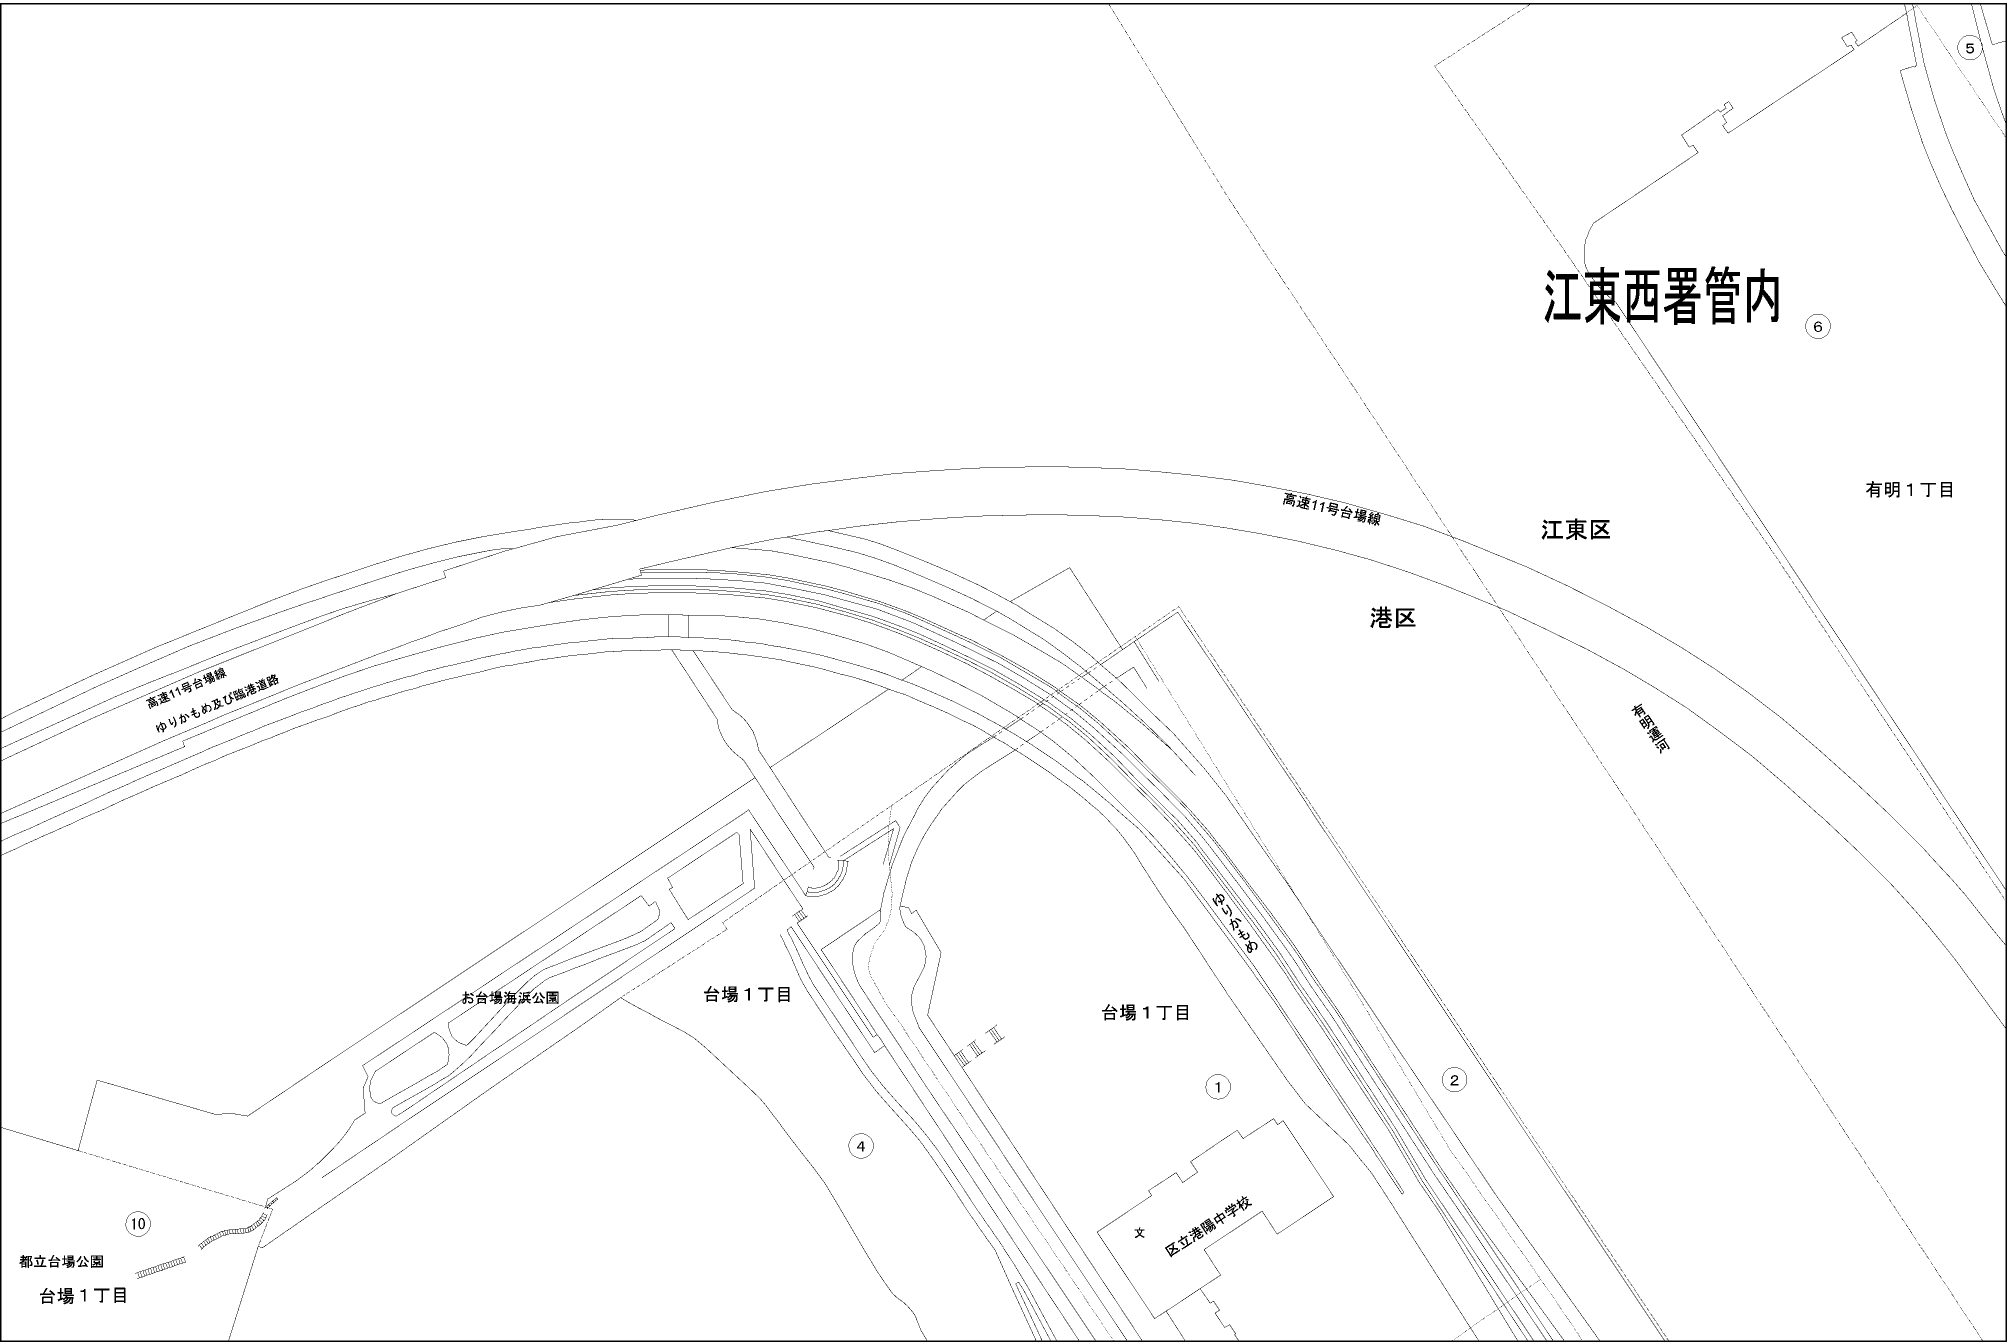 5
江東西署管内
6
有明1丁目
高速11号台場線
江東区
港区
高速11号台場線
ゆりかもめ及び臨港道路
有明運河
ゆりかもめ
お台場海浜公園
台場1丁目
台場1丁目
2
1
4
文
区立港陽中学校
10
都立台場公園
台場1丁目